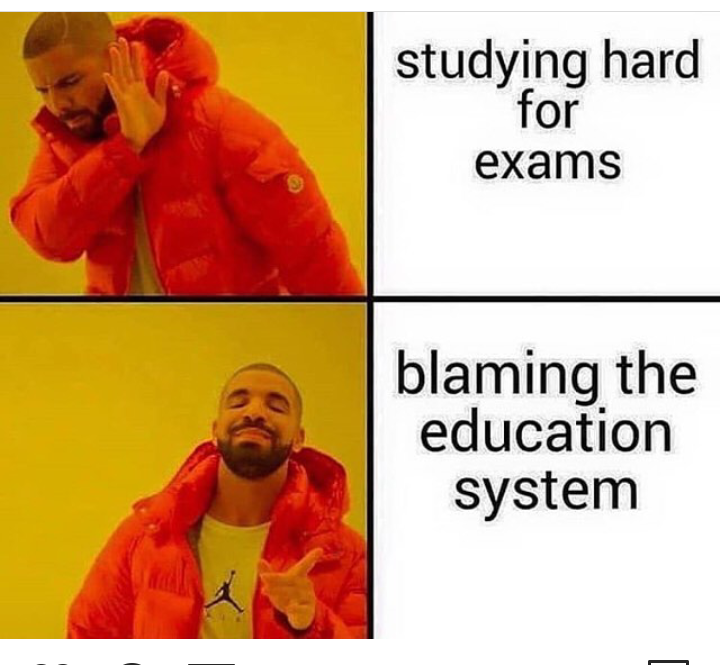 studying hard
for
exams
blaming the
education
system